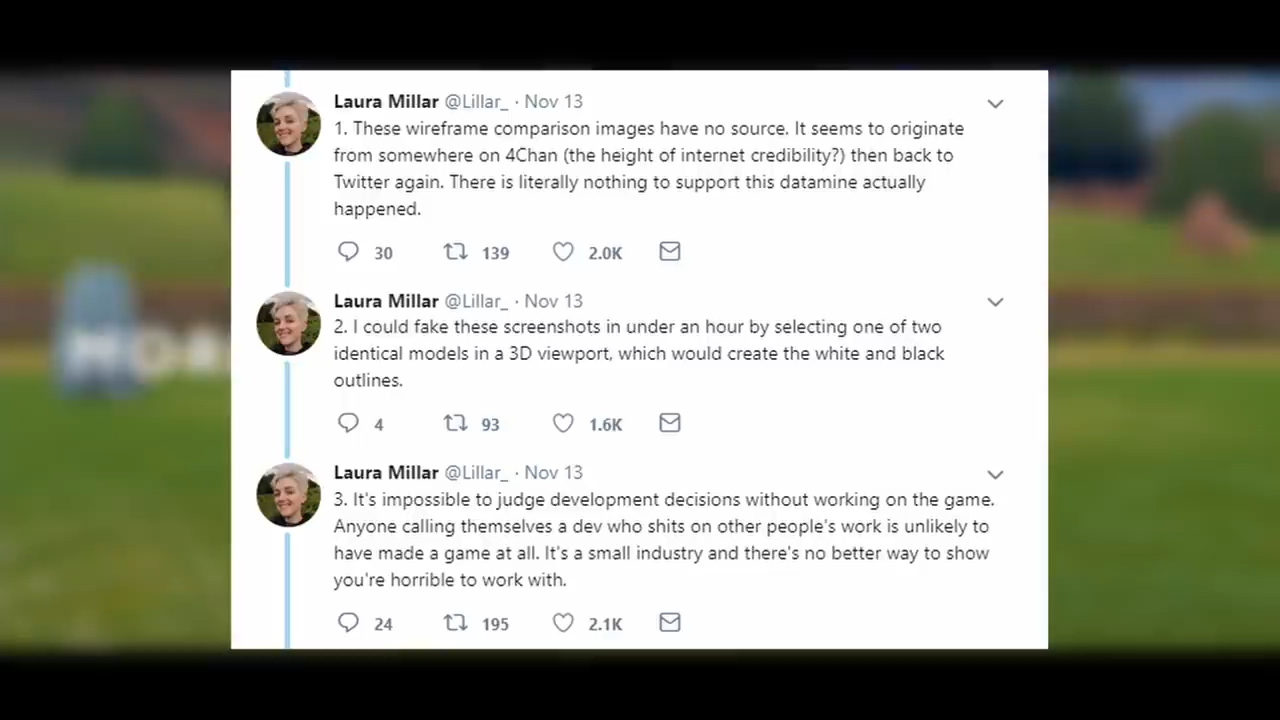 Laura Millar @Lillar_ · Nov 13
1. These wireframe comparison images have no source. It seems to originate
from somewhere on 4Chan (the height of internet credibility?) then back to
Twitter again. There is literally nothing to support this datamine actually
happened.
30 139 2.0K
Laura Millar @Lillar_ · Nov 13
2. I could fake these screenshots in under an hour by selecting one of two
identical models in a 3D viewport, which would create the white and black
outlines.
4 93 1.6K
Laura Millar @Lillar_ · Nov 13
3. It's impossible to judge development decisions without working on the game.
Anyone calling themselves a dev who shits on other people's work is unlikely to
have made a game at all. It's a small industry and there's no better way to show
you're horrible to work with.
24 195 2.1K